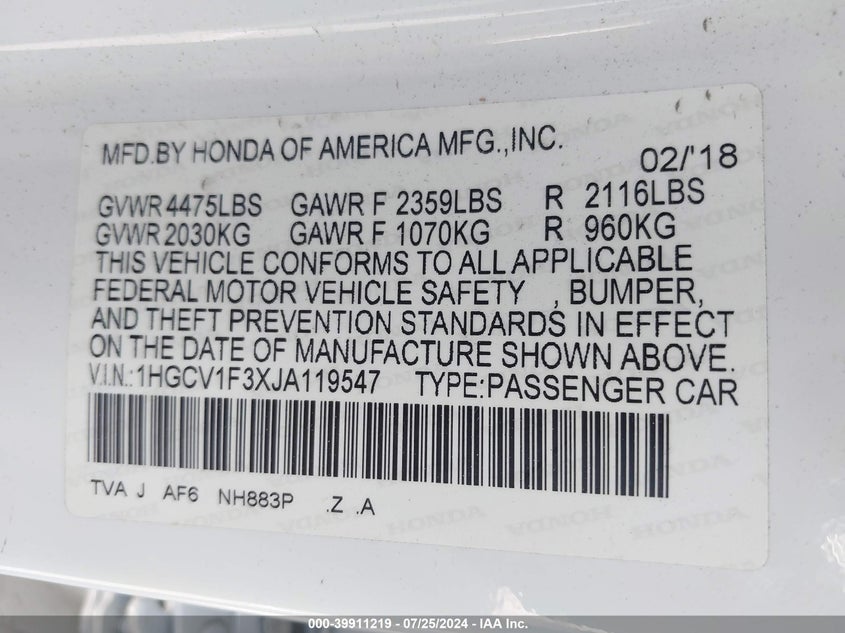 MFD.BY HONDA OF AMERICA MFG.,INC. 02/'18
GVWR 4475LBS GAWR F 2359LBS R 2116LBS
GVWR 2030KG GAWR F 1070KG R 960KG
THIS VEHICLE CONFORMS TO ALL APPLICABLE
FEDERAL MOTOR VEHICLE SAFETY , BUMPER,
AND THEFT PREVENTION STANDARDS IN EFFECT
ON THE DATE OF MANUFACTURE SHOWN ABOVE.
V.I.N.:1HGCV1F3XJA119547 TYPE:PASSENGER CAR
TVA J AF6 NH883P .Z .A
HONDA HONDA HONDA
000-39911219 - 07/25/2024 - IAA Inc.